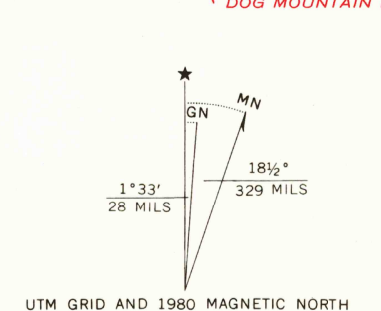 DOG MOUNTAIN
MN
GN
18½°
329 MILS
1°33′
28 MILS
UTM GRID AND 1980 MAGNETIC NORTH